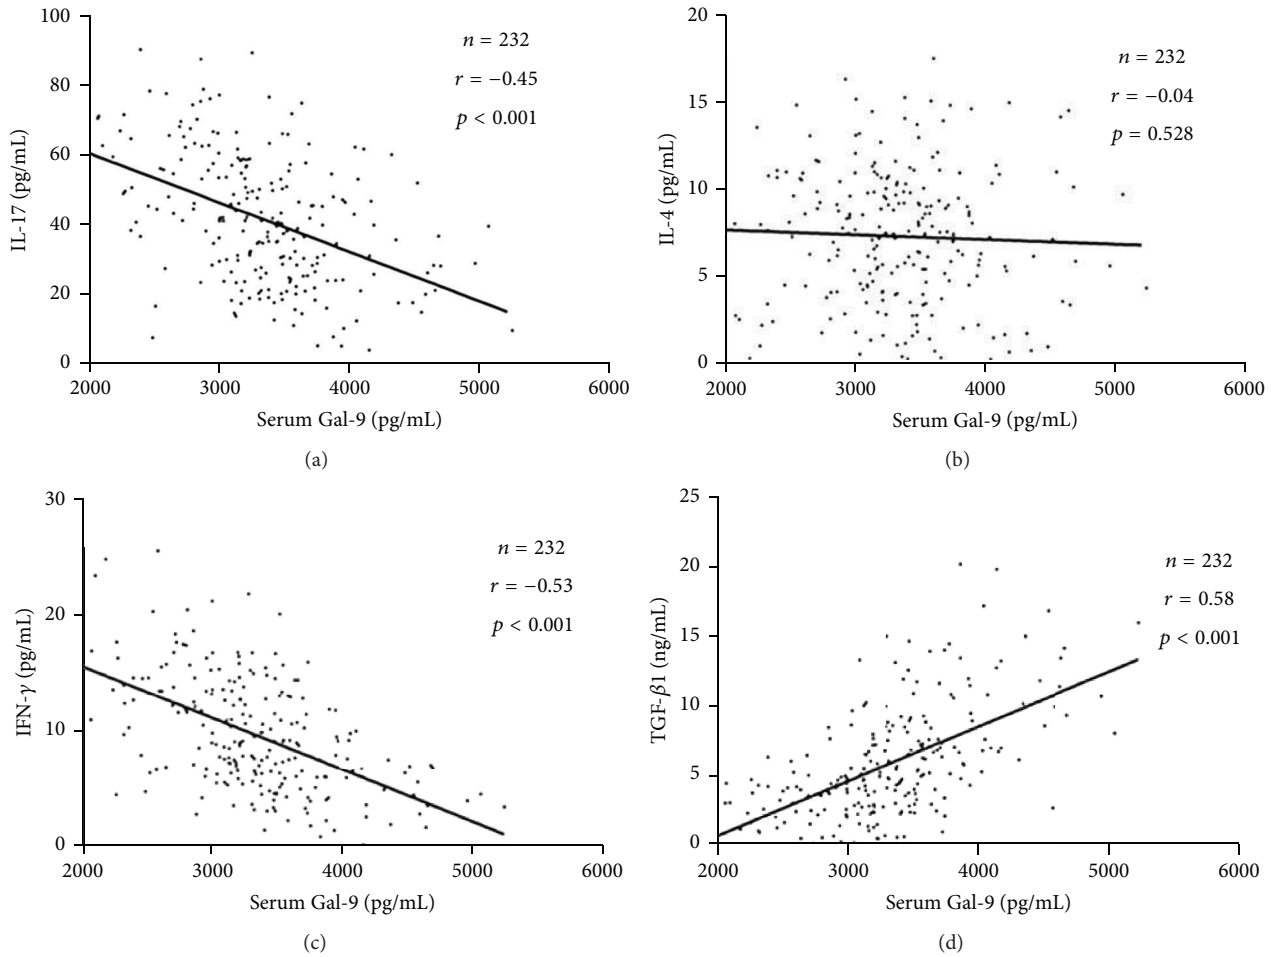 100
80
60
40
20
0
IL-17 (pg/mL)
n = 232
r = −0.45
p < 0.001
2000 3000 4000 5000 6000
Serum Gal-9 (pg/mL)
(a)
20
15
10
5
0
IL-4 (pg/mL)
n = 232
r = −0.04
p = 0.528
2000 3000 4000 5000 6000
Serum Gal-9 (pg/mL)
(b)
30
20
10
0
IFN-γ (pg/mL)
n = 232
r = −0.53
p < 0.001
2000 3000 4000 5000 6000
Serum Gal-9 (pg/mL)
(c)
25
20
15
10
5
0
TGF-β1 (ng/mL)
n = 232
r = 0.58
p < 0.001
2000 3000 4000 5000 6000
Serum Gal-9 (pg/mL)
(d)